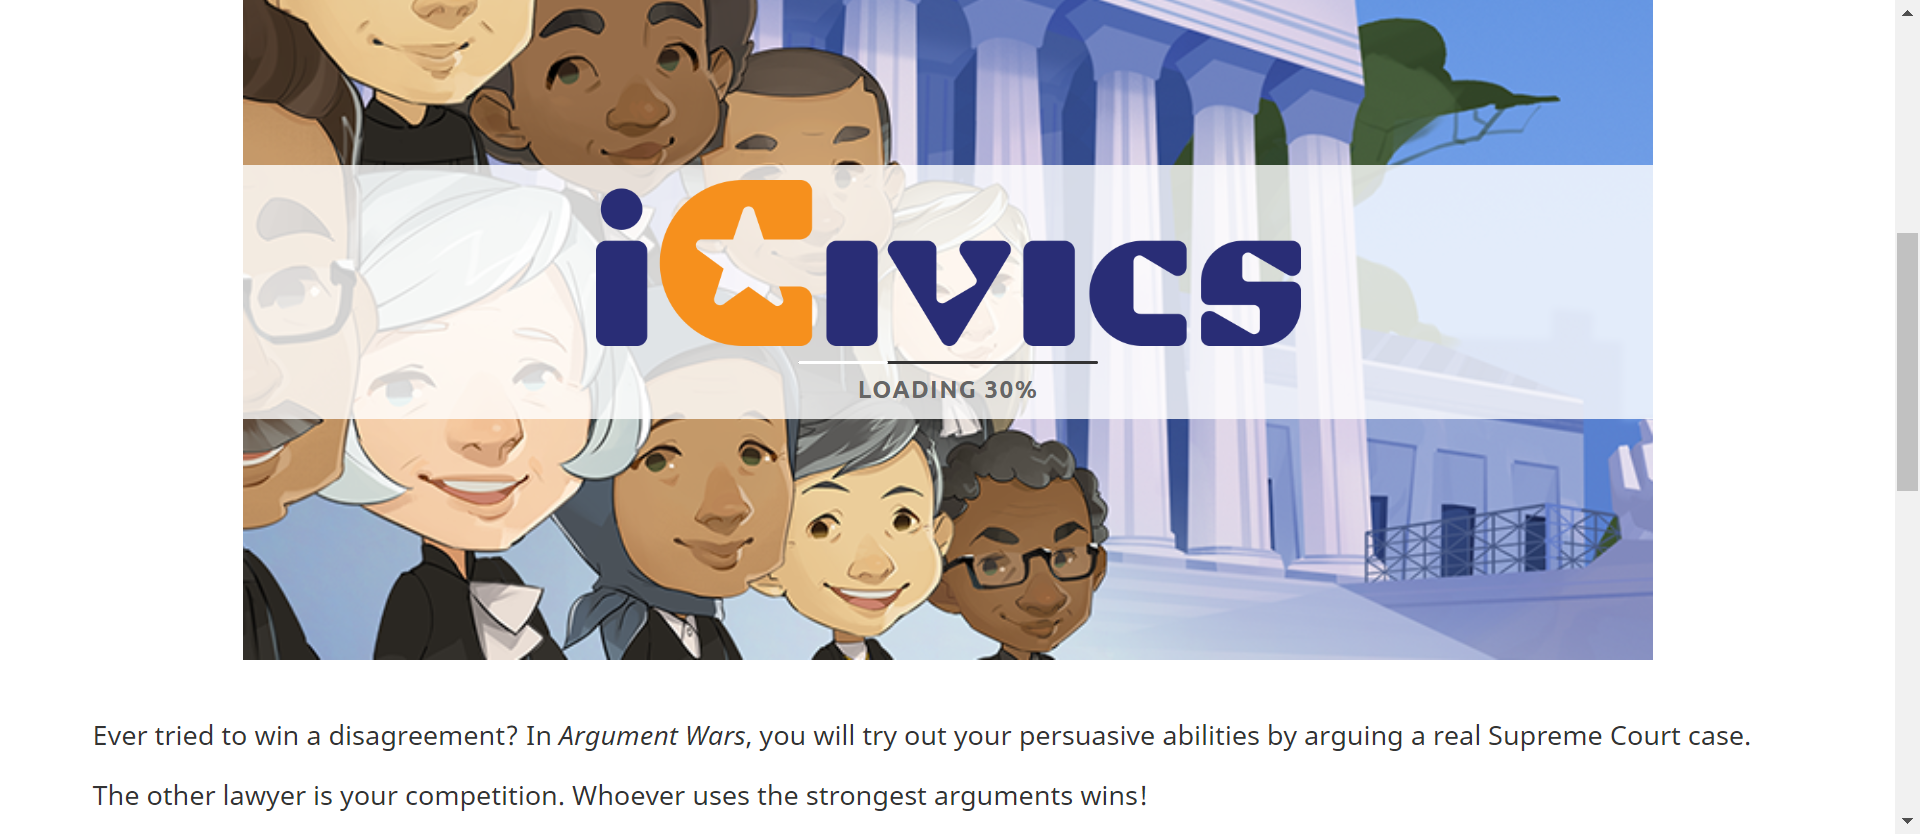 iCivics
LOADING 30%
Ever tried to win a disagreement? In Argument Wars, you will try out your persuasive abilities by arguing a real Supreme Court case.
The other lawyer is your competition. Whoever uses the strongest arguments wins!